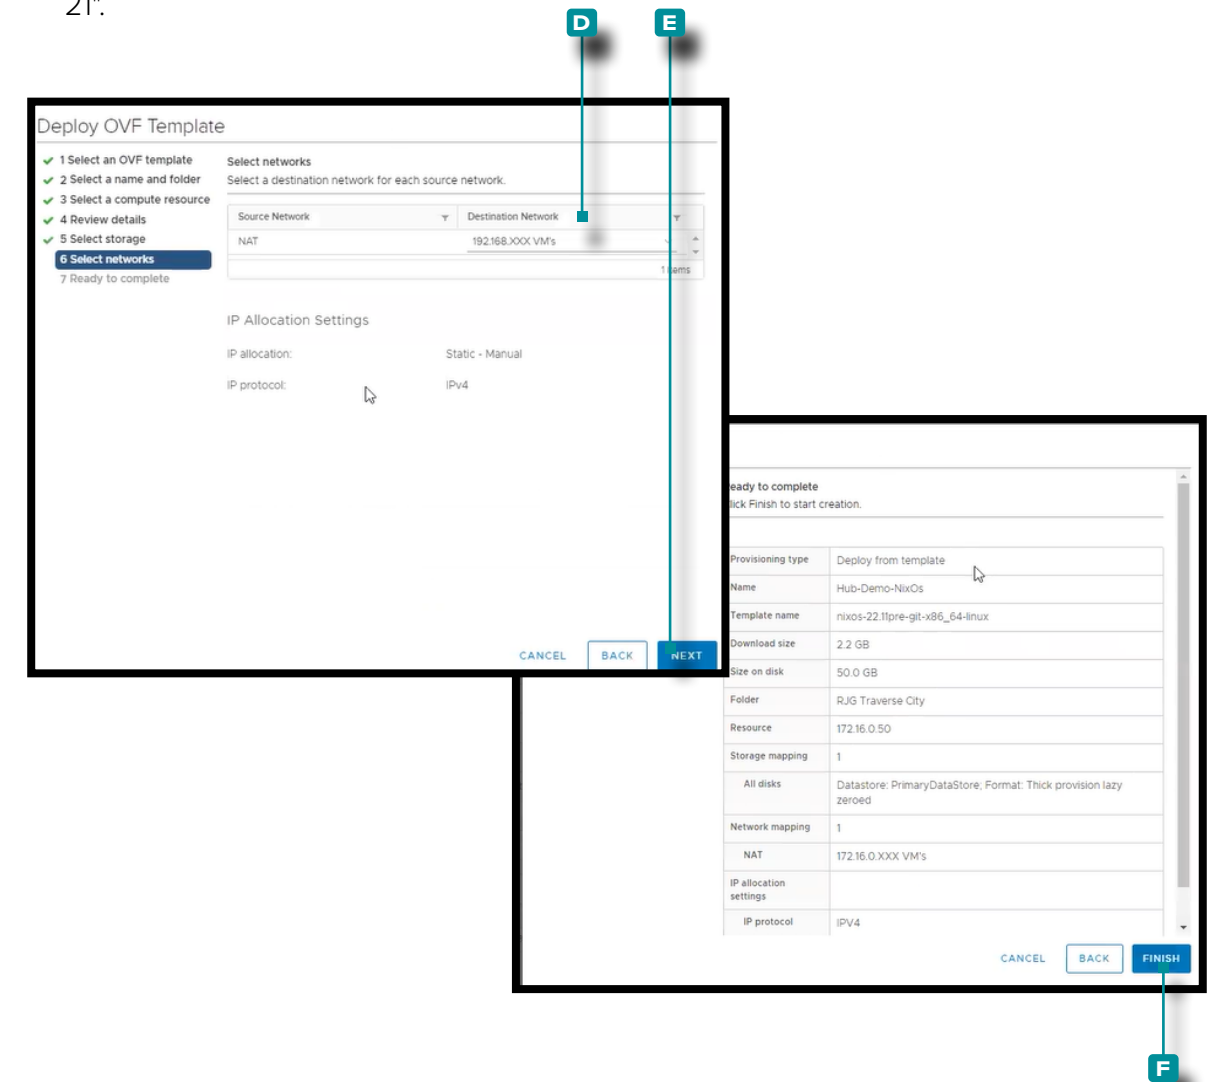 21".
D E
Deploy OVF Template
1 Select an OVF template
2 Select a name and folder
3 Select a compute resource
4 Review details
5 Select storage
6 Select networks
7 Ready to complete
Select networks
Select a destination network for each source network.
Source Network Destination Network
NAT 192.168.XXX VM's
1 items
IP Allocation Settings
IP allocation: Static - Manual
IP protocol: IPv4
CANCEL BACK NEXT
eady to complete
lick Finish to start creation.
Provisioning type Deploy from template
Name Hub-Demo-NixOs
Template name nixos-22.11pre-git-x86_64-linux
Download size 2.2 GB
Size on disk 50.0 GB
Folder RJG Traverse City
Resource 172.16.0.50
Storage mapping 1
All disks Datastore: PrimaryDataStore; Format: Thick provision lazy
zeroed
Network mapping 1
NAT 172.16.0.XXX VM's
IP allocation
settings
IP protocol IPV4
CANCEL BACK FINISH
F